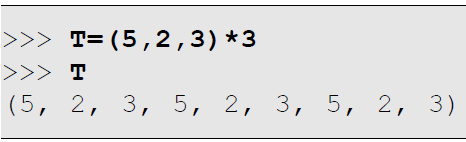 >>> T=(5,2,3)*3
>>> T
(5, 2, 3, 5, 2, 3, 5, 2, 3)